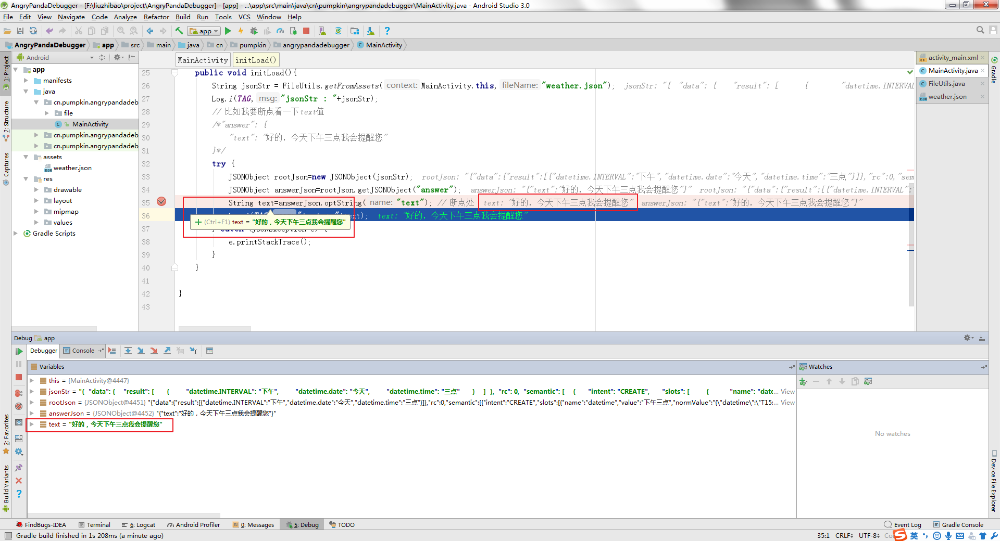 AngryPandaDebugger - [F:\liuzhibao\project\AngryPandaDebugger] - [app] - ...\app\src\main\java\cn\pumpkin\angrypandadebugger\MainActivity.java - Android Studio 3.0
File Edit View Navigate Code Analyze Refactor Build Run Tools VCS Window Help
app
AngryPandaDebugger app src main java cn pumpkin angrypandadebugger MainActivity
Android
1: Project
7: Structure
Captures
2: Favorites
Build Variants
app
manifests
java
cn.pumpkin.angrypandadeb
file
MainActivity
cn.pumpkin.angrypandadeb
cn.pumpkin.angrypandadeb
assets
weather.json
res
drawable
layout
mipmap
values
Gradle Scripts
MainActivity initLoad()
25 public void initLoad(){
26 String jsonStr = FileUtils.getFromAssets( context: MainActivity.this, fileName: "weather.json"); jsonStr: "{ "data": { "result": [ { "datetime.INTERVAL
27 Log.i(TAG, msg: "jsonStr : "+jsonStr);
28 // 比如我要断点看一下text值
29 /*"answer": {
30 "text": "好的，今天下午三点我会提醒您"
31 }*/
32 try {
33 JSONObject rootJson=new JSONObject(jsonStr); rootJson: "{"data":{"result":[{"datetime.INTERVAL":"下午","datetime.date":"今天","datetime.time":"三点"}]},"rc":0,"sem
34 JSONObject answerJson=rootJson.getJSONObject("answer"); answerJson: "{"text":"好的，今天下午三点我会提醒您"}" rootJson: "{"data":{"result":[{"datetime.INTERVAL":"
35 String text=answerJson.optString( name: "text"); // 断点处 text: "好的，今天下午三点我会提醒您" answerJson: "{"text":"好的，今天下午三点我会提醒您"}"
36 text: "好的，今天下午三点我会提醒您"
(Ctrl+F1) text = "好的，今天下午三点我会提醒您"
37
38 e.printStackTrace();
39 }
40 }
41
42 }
43
activity_main.xml
MainActivity.java
FileUtils.java
weather.json
Gradle
Device File Explorer
Debug app
Debugger Console
Variables
this = {MainActivity@4447}
jsonStr = "{ "data": { "result": [ { "datetime.INTERVAL": "下午", "datetime.date": "今天", "datetime.time": "三点" } ] }, "rc": 0, "semantic": [ { "intent": "CREATE", "slots": [ { "name": "date... View
rootJson = {JSONObject@4451} "{"data":{"result":[{"datetime.INTERVAL":"下午","datetime.date":"今天","datetime.time":"三点"}]},"rc":0,"semantic":[{"intent":"CREATE","slots":[{"name":"datetime","value":"下午三点","normValue":"{\"datetime\":\"T15:... View
answerJson = {JSONObject@4452} "{"text":"好的，今天下午三点我会提醒您"}"
text = "好的，今天下午三点我会提醒您"
Watches
No watches
FindBugs-IDEA Terminal 6: Logcat Android Profiler 0: Messages 5: Debug TODO Event Log Gradle Console
Gradle build finished in 1s 208ms (a minute ago) 35:1 CRLF UTF-8 英